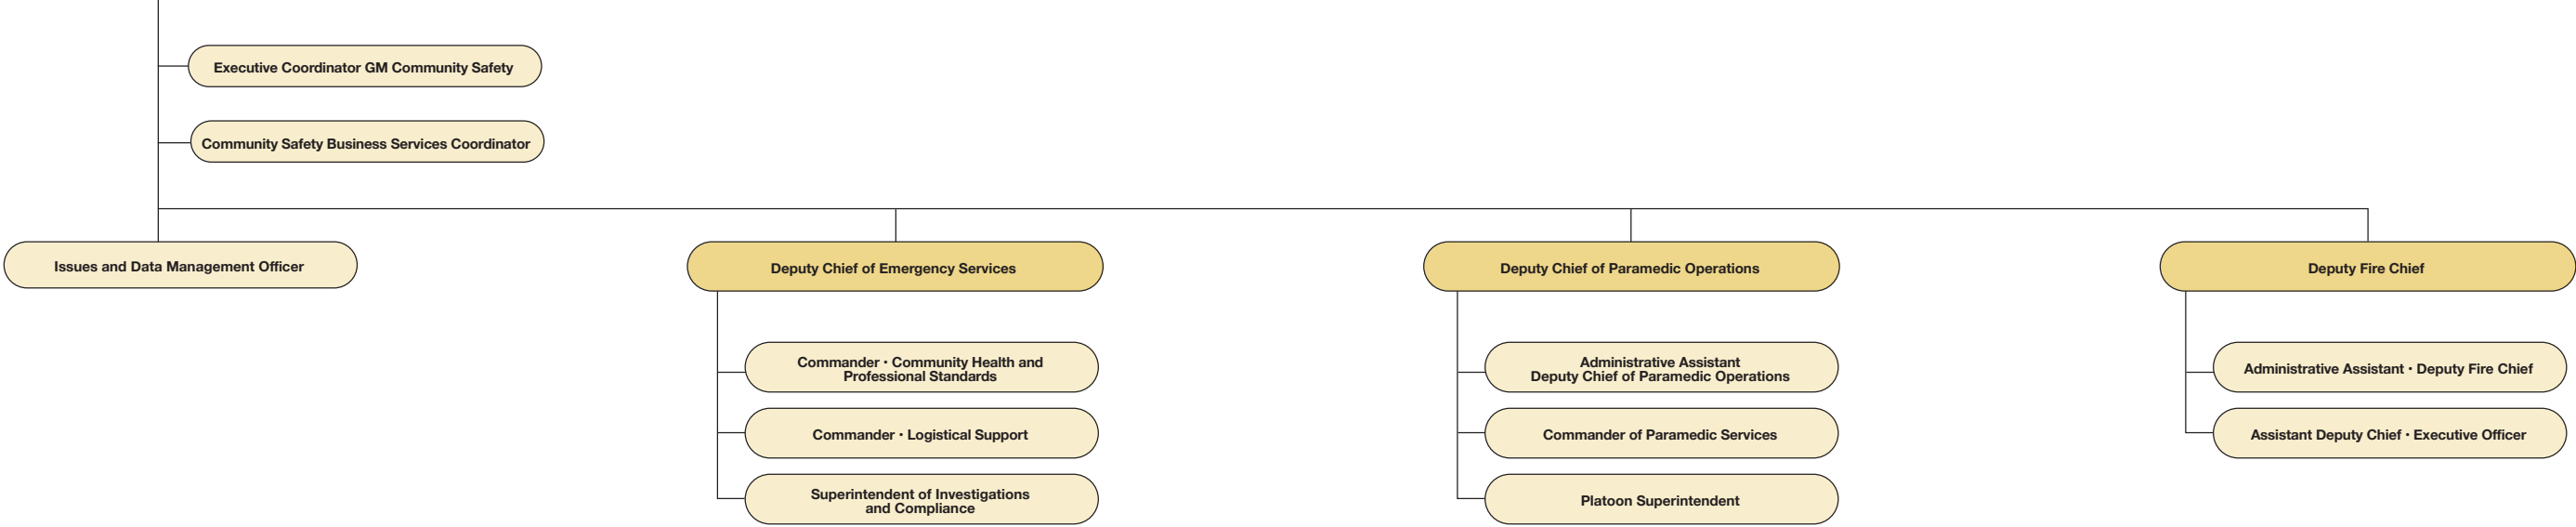 Executive Coordinator GM Community Safety
Community Safety Business Services Coordinator
Issues and Data Management Officer
Deputy Chief of Emergency Services
Commander · Community Health and
Professional Standards
Commander · Logistical Support
Superintendent of Investigations
and Compliance
Deputy Chief of Paramedic Operations
Administrative Assistant
Deputy Chief of Paramedic Operations
Commander of Paramedic Services
Platoon Superintendent
Deputy Fire Chief
Administrative Assistant · Deputy Fire Chief
Assistant Deputy Chief · Executive Officer